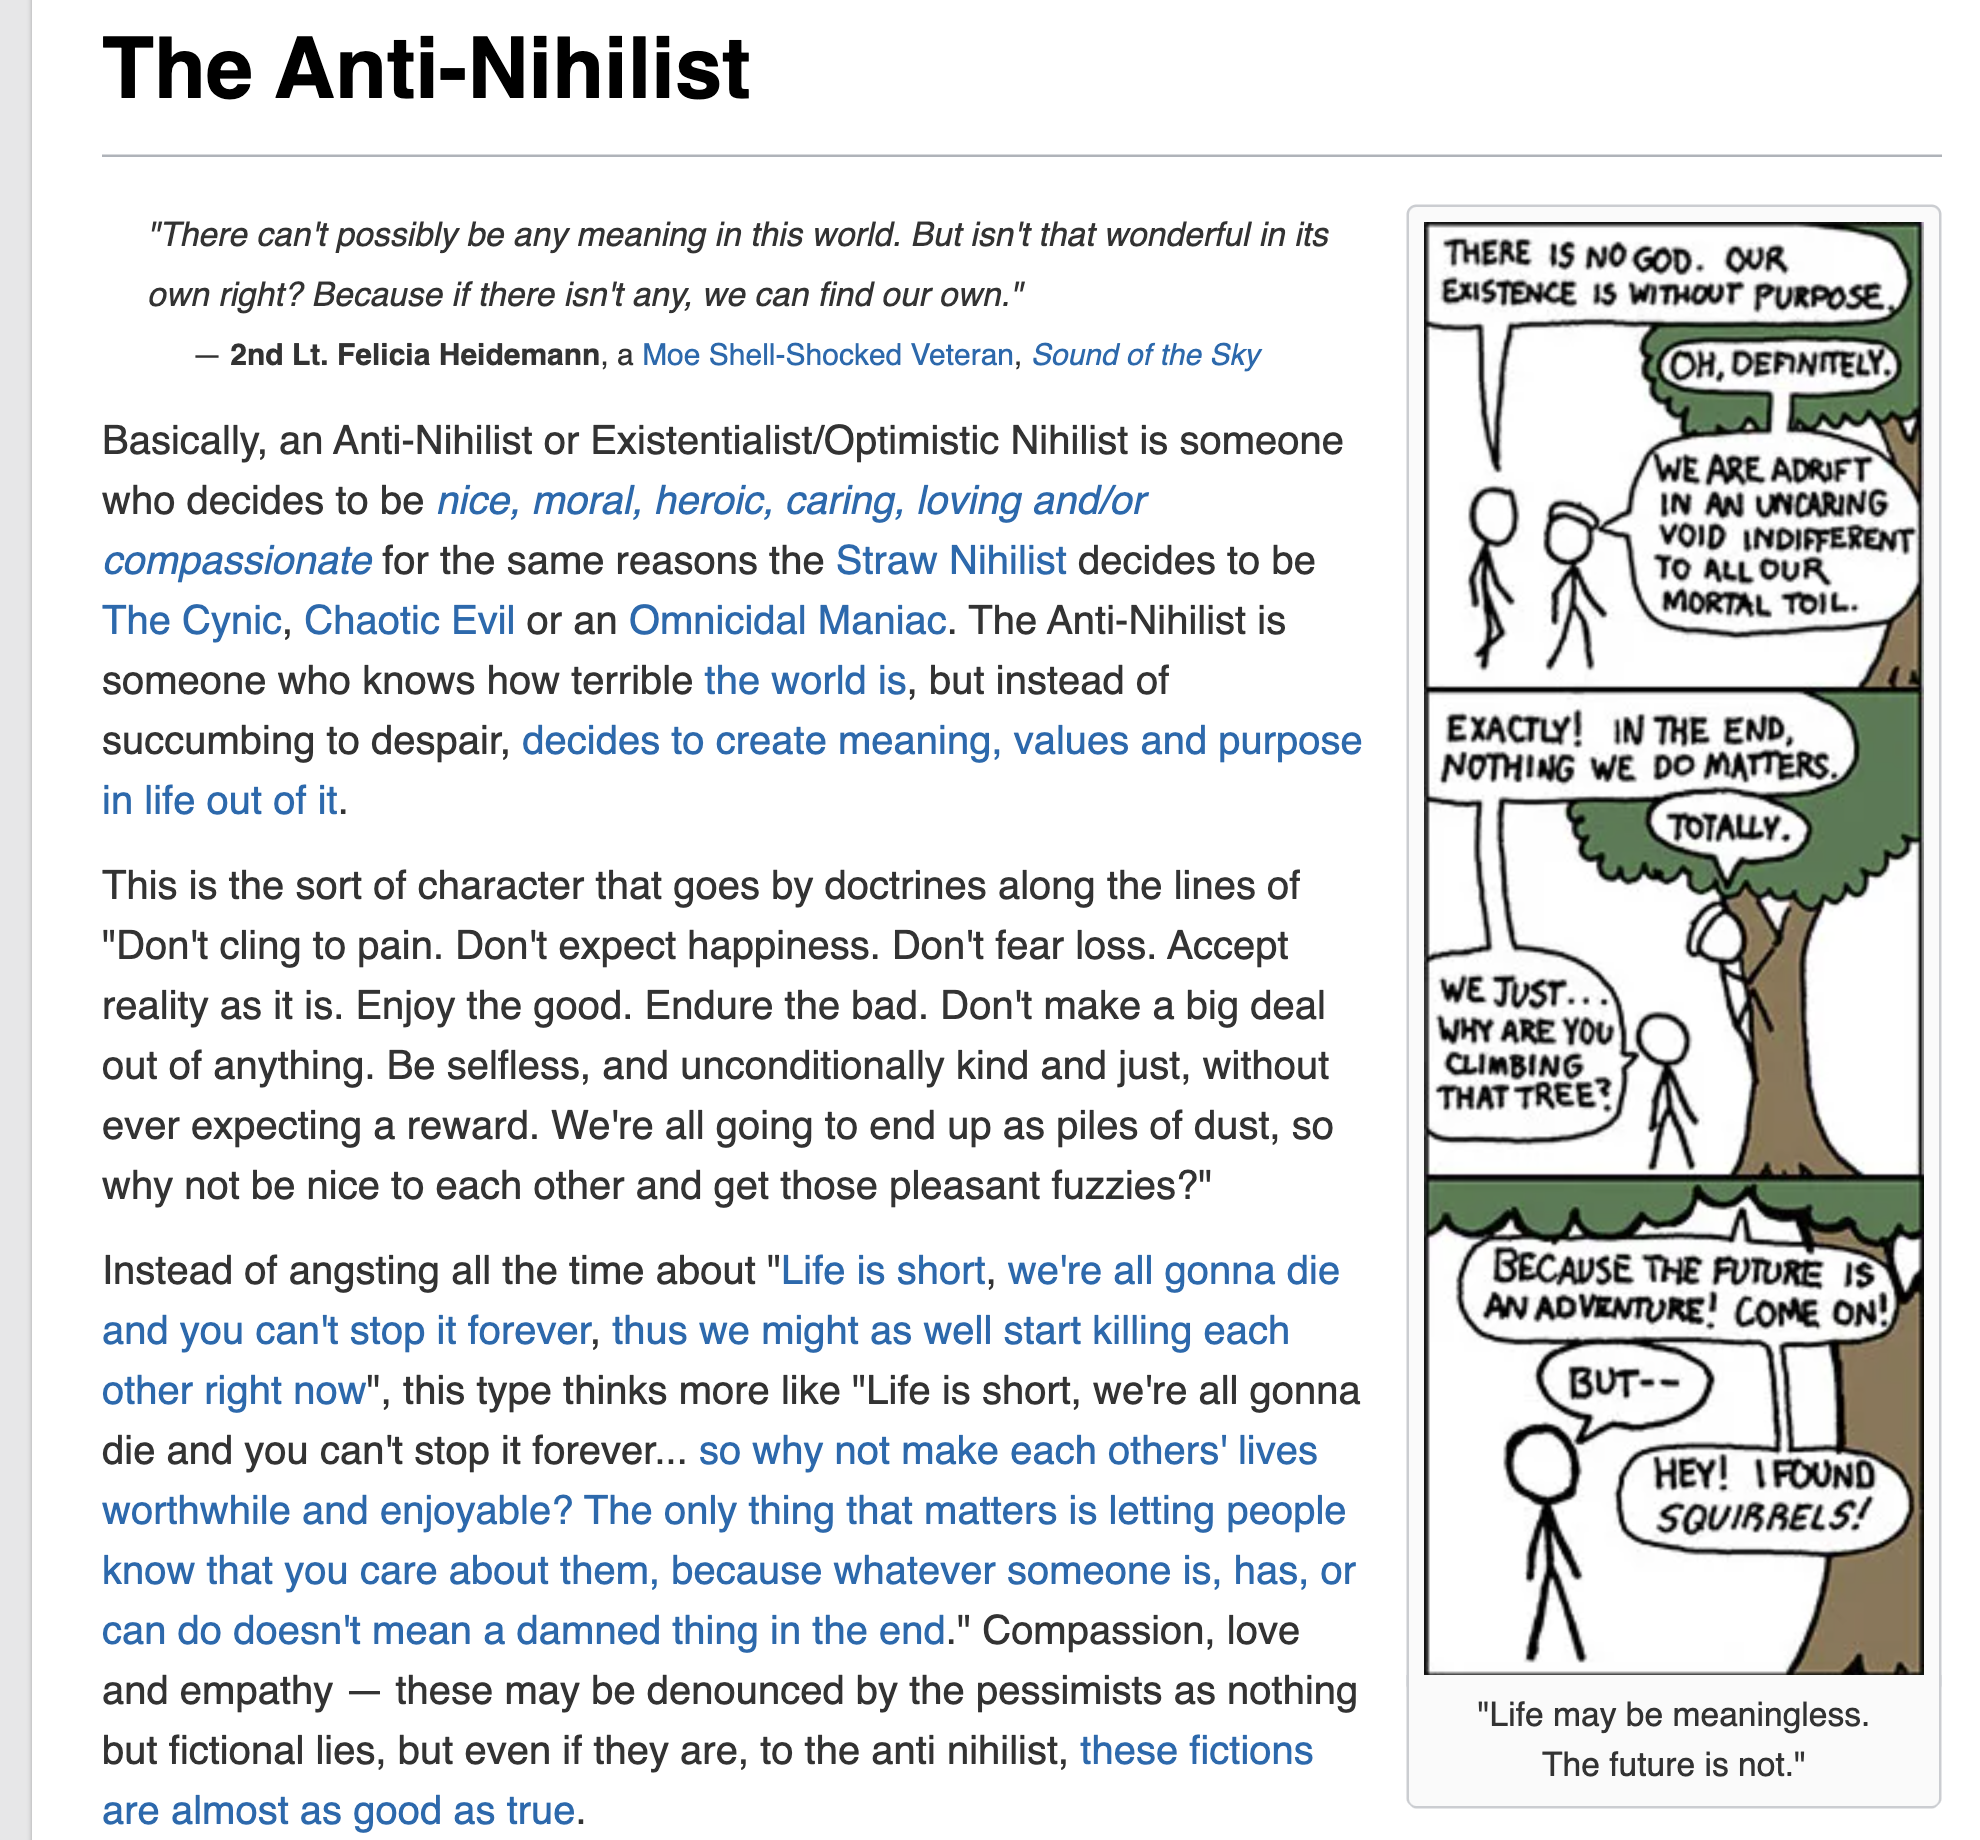 The Anti-Nihilist
"There can't possibly be any meaning in this world. But isn't that wonderful in its
own right? Because if there isn't any, we can find our own."
— 2nd Lt. Felicia Heidemann, a Moe Shell-Shocked Veteran, Sound of the Sky
Basically, an Anti-Nihilist or Existentialist/Optimistic Nihilist is someone
who decides to be nice, moral, heroic, caring, loving and/or
compassionate for the same reasons the Straw Nihilist decides to be
The Cynic, Chaotic Evil or an Omnicidal Maniac. The Anti-Nihilist is
someone who knows how terrible the world is, but instead of
succumbing to despair, decides to create meaning, values and purpose
in life out of it.
This is the sort of character that goes by doctrines along the lines of
"Don't cling to pain. Don't expect happiness. Don't fear loss. Accept
reality as it is. Enjoy the good. Endure the bad. Don't make a big deal
out of anything. Be selfless, and unconditionally kind and just, without
ever expecting a reward. We're all going to end up as piles of dust, so
why not be nice to each other and get those pleasant fuzzies?"
Instead of angsting all the time about "Life is short, we're all gonna die
and you can't stop it forever, thus we might as well start killing each
other right now", this type thinks more like "Life is short, we're all gonna
die and you can't stop it forever... so why not make each others' lives
worthwhile and enjoyable? The only thing that matters is letting people
know that you care about them, because whatever someone is, has, or
can do doesn't mean a damned thing in the end." Compassion, love
and empathy — these may be denounced by the pessimists as nothing
but fictional lies, but even if they are, to the anti nihilist, these fictions
are almost as good as true.
THERE IS NO GOD. OUR
EXISTENCE IS WITHOUT PURPOSE.
OH, DEFINITELY.
WE ARE ADRIFT
IN AN UNCARING
VOID INDIFFERENT
TO ALL OUR
MORTAL TOIL.
EXACTLY! IN THE END,
NOTHING WE DO MATTERS.
TOTALLY.
WE JUST...
WHY ARE YOU
CLIMBING
THAT TREE?
BECAUSE THE FUTURE IS
AN ADVENTURE! COME ON!
BUT--
HEY! I FOUND
SQUIRRELS!
"Life may be meaningless.
The future is not."